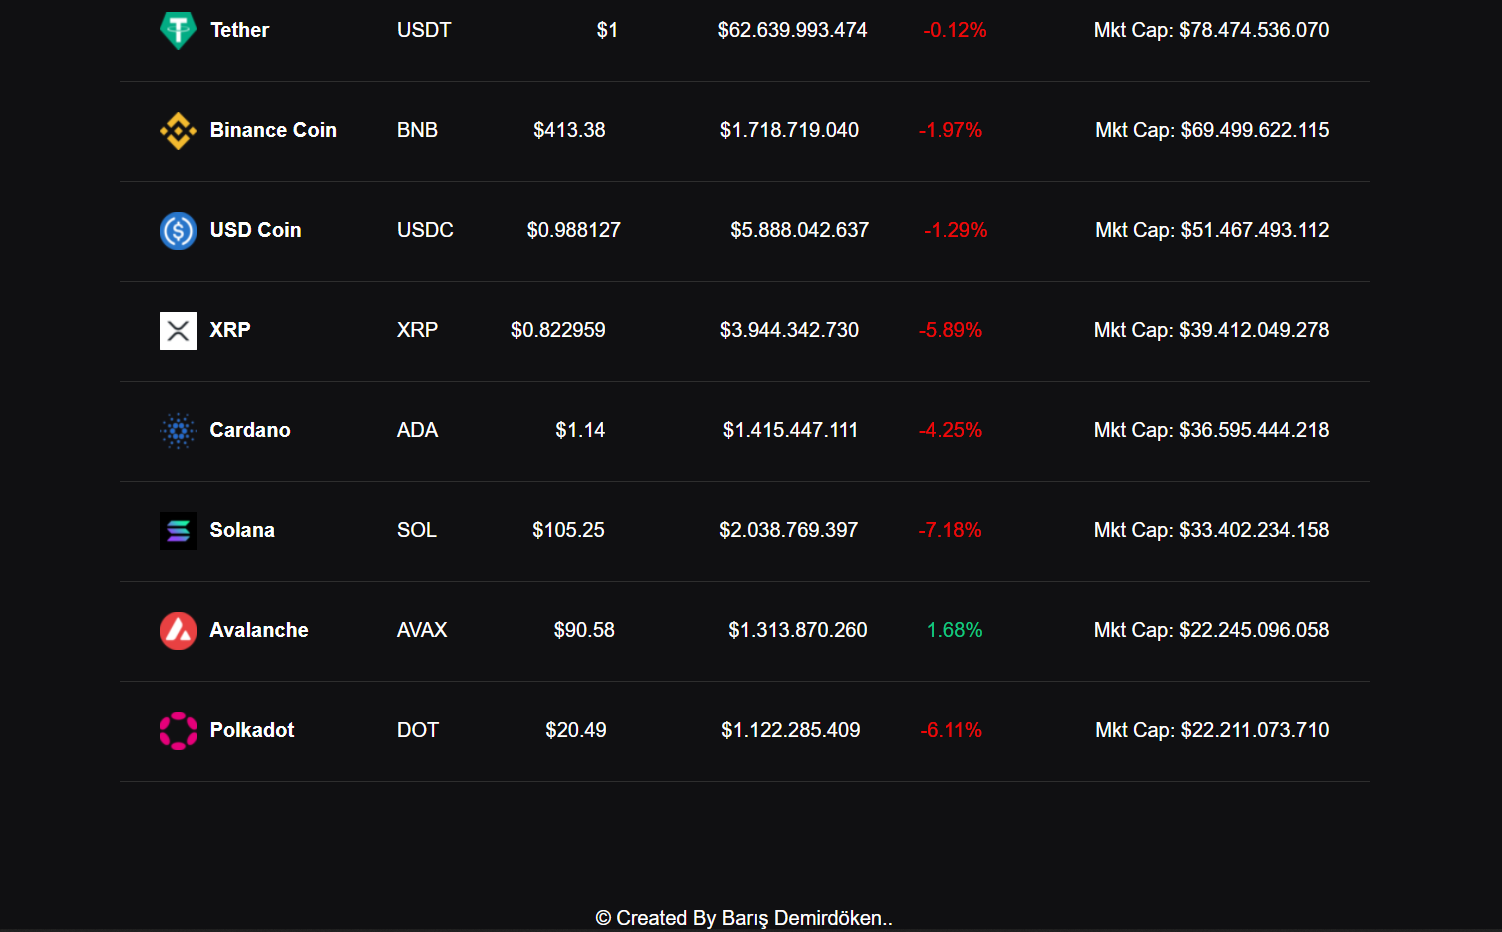 Tether USDT $1 $62.639.993.474 -0.12% Mkt Cap: $78.474.536.070
Binance Coin BNB $413.38 $1.718.719.040 -1.97% Mkt Cap: $69.499.622.115
USD Coin USDC $0.988127 $5.888.042.637 -1.29% Mkt Cap: $51.467.493.112
XRP XRP $0.822959 $3.944.342.730 -5.89% Mkt Cap: $39.412.049.278
Cardano ADA $1.14 $1.415.447.111 -4.25% Mkt Cap: $36.595.444.218
Solana SOL $105.25 $2.038.769.397 -7.18% Mkt Cap: $33.402.234.158
Avalanche AVAX $90.58 $1.313.870.260 1.68% Mkt Cap: $22.245.096.058
Polkadot DOT $20.49 $1.122.285.409 -6.11% Mkt Cap: $22.211.073.710
© Created By Barış Demirdöken..